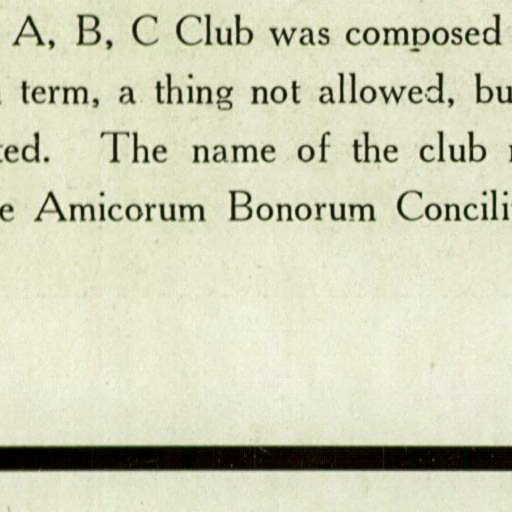 A, B, C Club was composed
term, a thing not allowed, bu
ted. The name of the club
e Amicorum Bonorum Concili